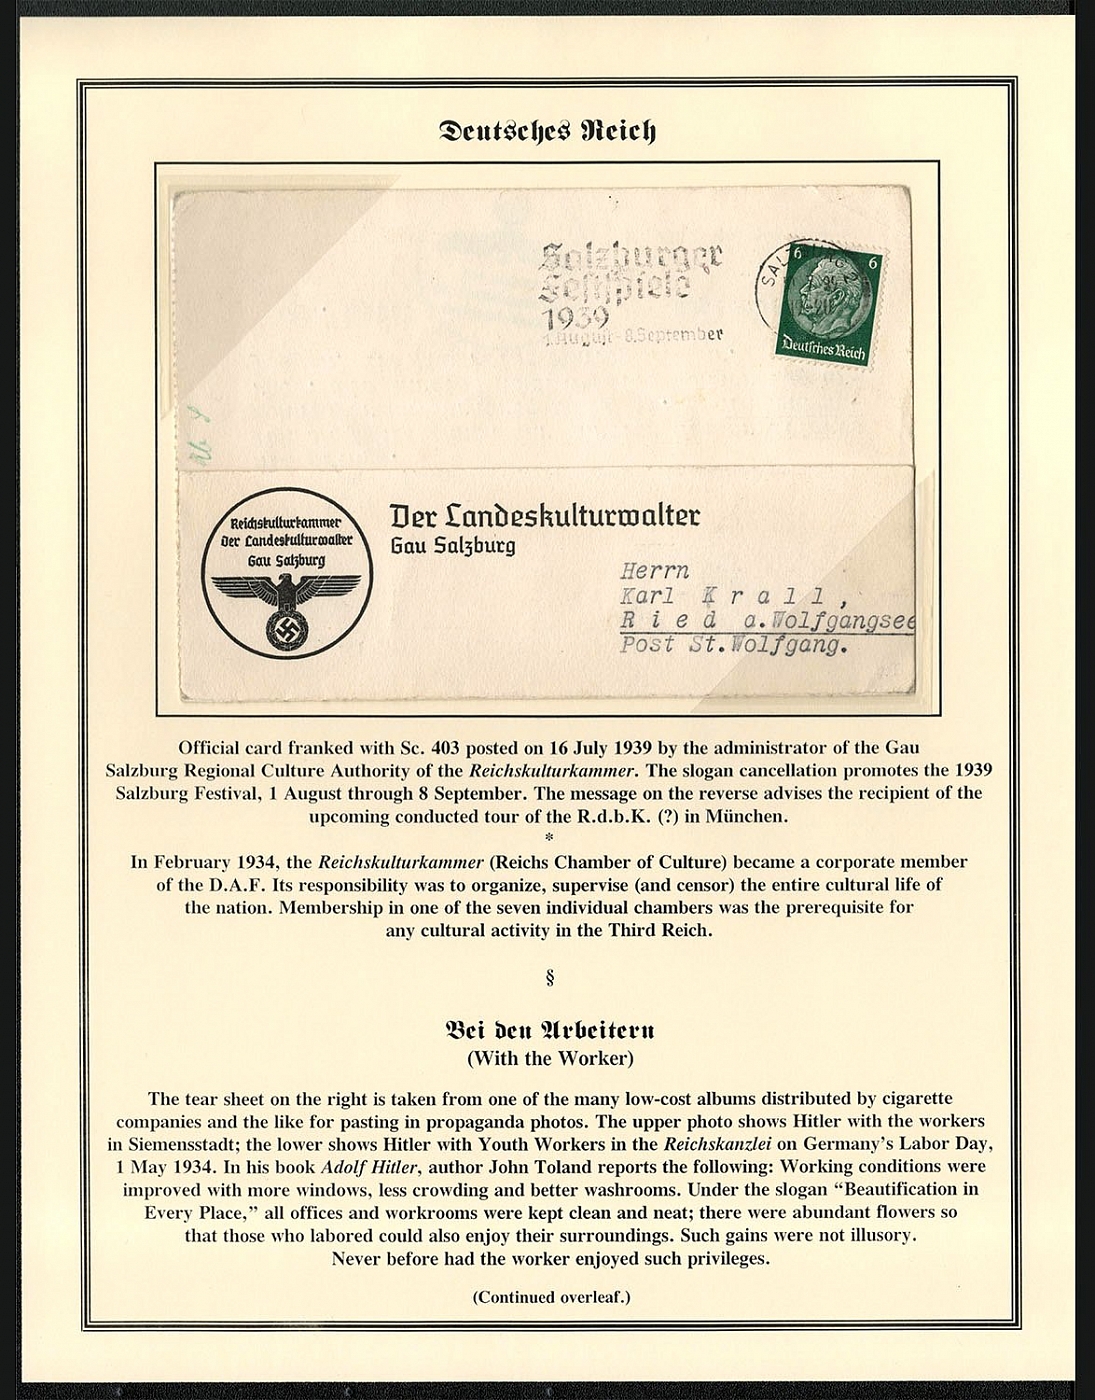 Deutsches Reich
Salzburger
Festspiele
1939
1.August-8.September
6 6
Deutsches Reich
Reichskulturkammer
Der Landeskulturwalter
Gau Salzburg
Der Landeskulturwalter
Gau Salzburg
Herrn
Karl K r a l l ,
R i e d a.Wolfgangsee
Post St.Wolfgang.
Official card franked with Sc. 403 posted on 16 July 1939 by the administrator of the Gau
Salzburg Regional Culture Authority of the Reichskulturkammer. The slogan cancellation promotes the 1939
Salzburg Festival, 1 August through 8 September. The message on the reverse advises the recipient of the
upcoming conducted tour of the R.d.b.K. (?) in München.
*
In February 1934, the Reichskulturkammer (Reichs Chamber of Culture) became a corporate member
of the D.A.F. Its responsibility was to organize, supervise (and censor) the entire cultural life of
the nation. Membership in one of the seven individual chambers was the prerequisite for
any cultural activity in the Third Reich.
§
Bei den Arbeitern
(With the Worker)
The tear sheet on the right is taken from one of the many low-cost albums distributed by cigarette
companies and the like for pasting in propaganda photos. The upper photo shows Hitler with the workers
in Siemensstadt; the lower shows Hitler with Youth Workers in the Reichskanzlei on Germany's Labor Day,
1 May 1934. In his book Adolf Hitler, author John Toland reports the following: Working conditions were
improved with more windows, less crowding and better washrooms. Under the slogan “Beautification in
Every Place,” all offices and workrooms were kept clean and neat; there were abundant flowers so
that those who labored could also enjoy their surroundings. Such gains were not illusory.
Never before had the worker enjoyed such privileges.
(Continued overleaf.)